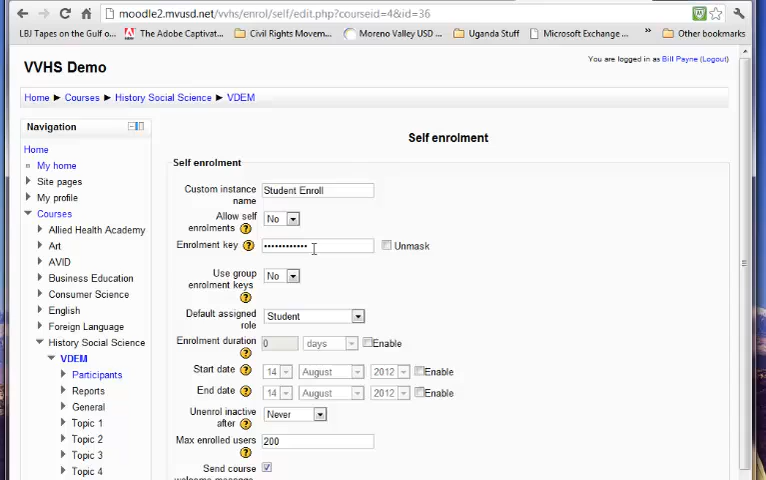 moodle2.mvusd.net/vvhs/enrol/self/edit.php?courseid=4&id=36
LBJ Tapes on the Gulf o... The Adobe Captivat... Civil Rights Movem... Moreno Valley USD ... Uganda Stuff Microsoft Exchange ... » Other bookmarks
VVHS Demo
You are logged in as Bill Payne (Logout)
Home ► Courses ► History Social Science ► VDEM
Navigation
Home
My home
Site pages
My profile
Courses
Allied Health Academy
Art
AVID
Business Education
Consumer Science
English
Foreign Language
History Social Science
VDEM
Participants
Reports
General
Topic 1
Topic 2
Topic 3
Topic 4
Self enrolment
Self enrolment
Custom instance name Student Enroll
Allow self enrolments No
Enrolment key •••••••••••• Unmask
Use group enrolment keys No
Default assigned role Student
Enrolment duration 0 days Enable
Start date 14 August 2012 Enable
End date 14 August 2012 Enable
Unenrol inactive after Never
Max enrolled users 200
Send course